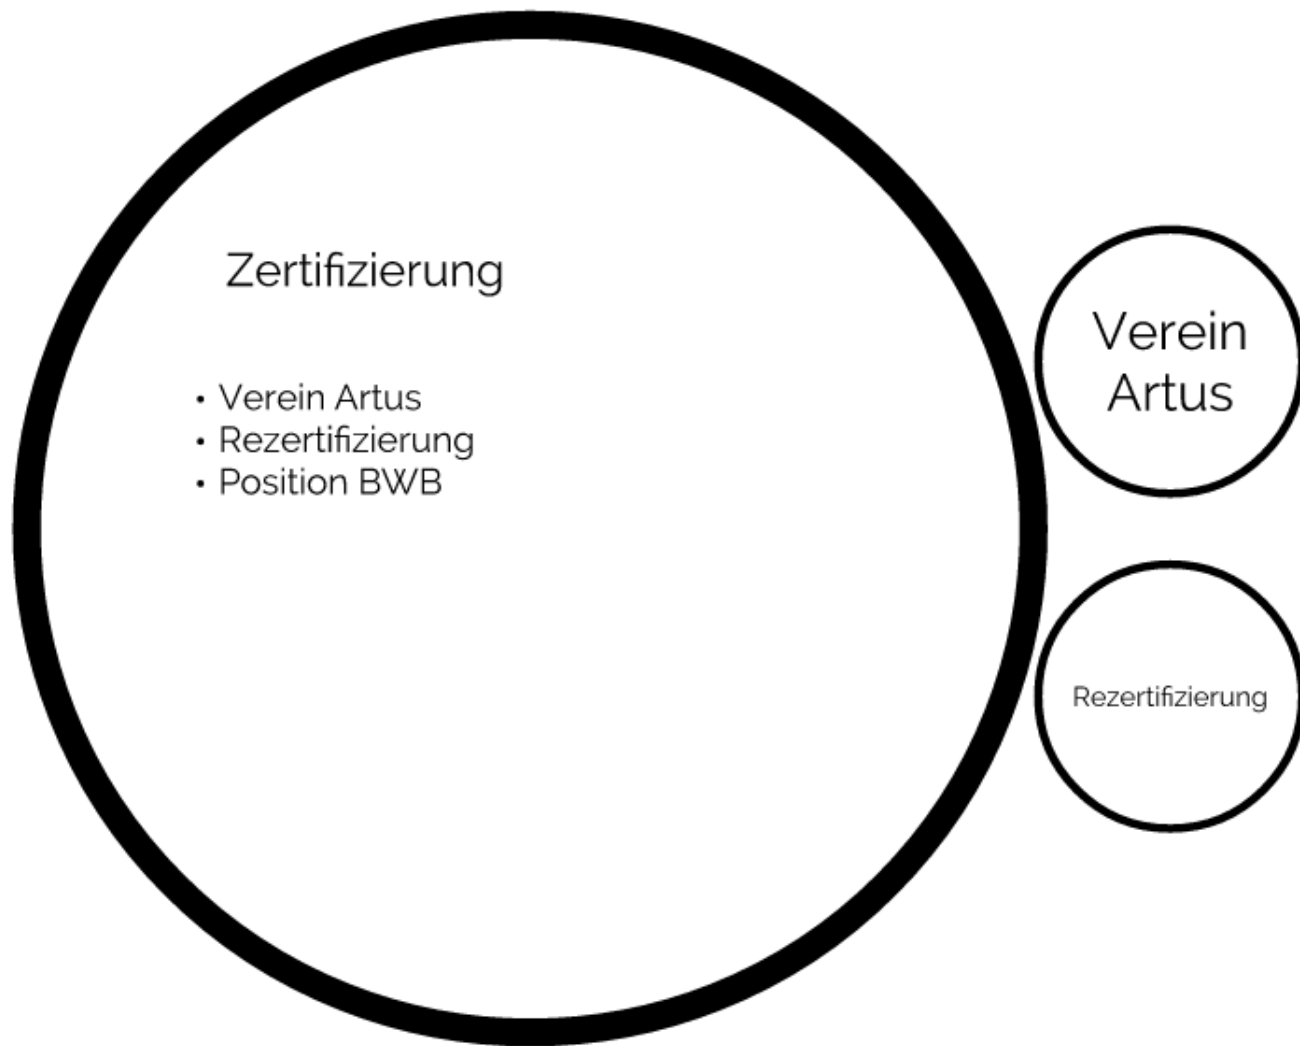 Zertifizierung
• Verein Artus
• Rezertifizierung
• Position BWB
Verein
Artus
Rezertifizierung